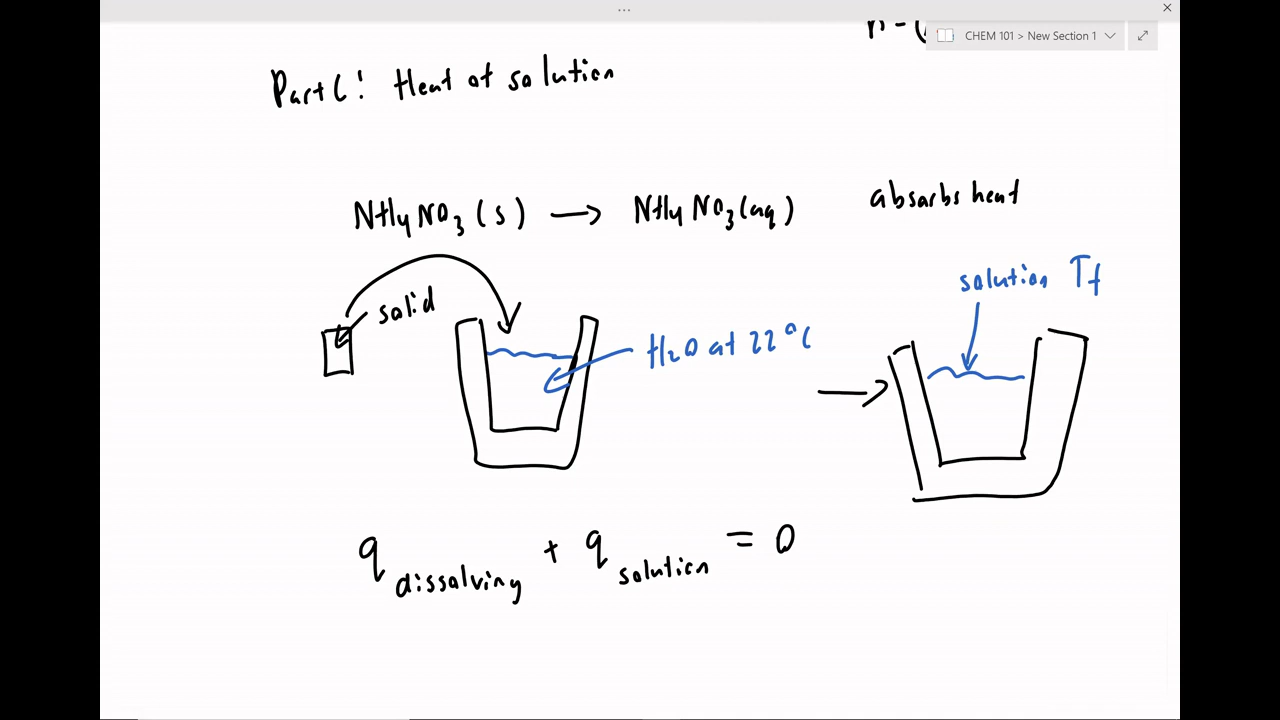 CHEM 101 > New Section 1
Part C: Heat of solution
NH₄NO₃(s) → NH₄NO₃(aq) absorbs heat
solution Tf
solid
H₂O at 22°C
q dissolving + q solution = 0